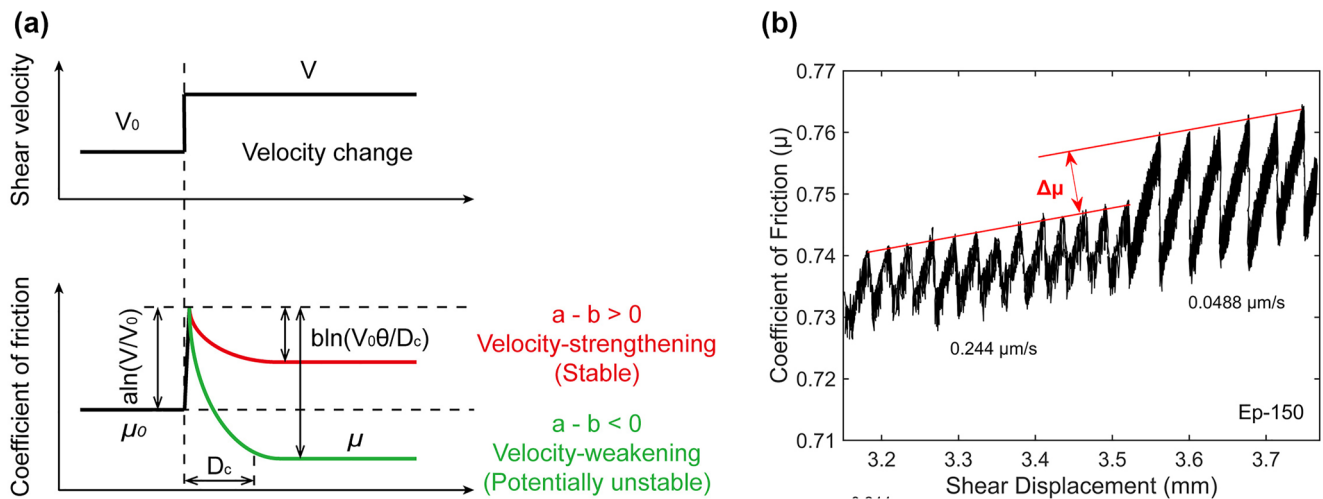 (a)
Shear velocity
V₀
V
Velocity change
Coefficient of friction
aln(V/V₀)
bln(V₀θ/D꜀)
μ₀
μ
D꜀
a - b > 0
Velocity-strengthening
(Stable)
a - b < 0
Velocity-weakening
(Potentially unstable)
(b)
Coefficient of Friction (μ)
0.77
0.76
0.75
0.74
0.73
0.72
0.71
Δμ
0.0488 μm/s
0.244 μm/s
Ep-150
3.2
3.3
3.4
3.5
3.6
3.7
Shear Displacement (mm)